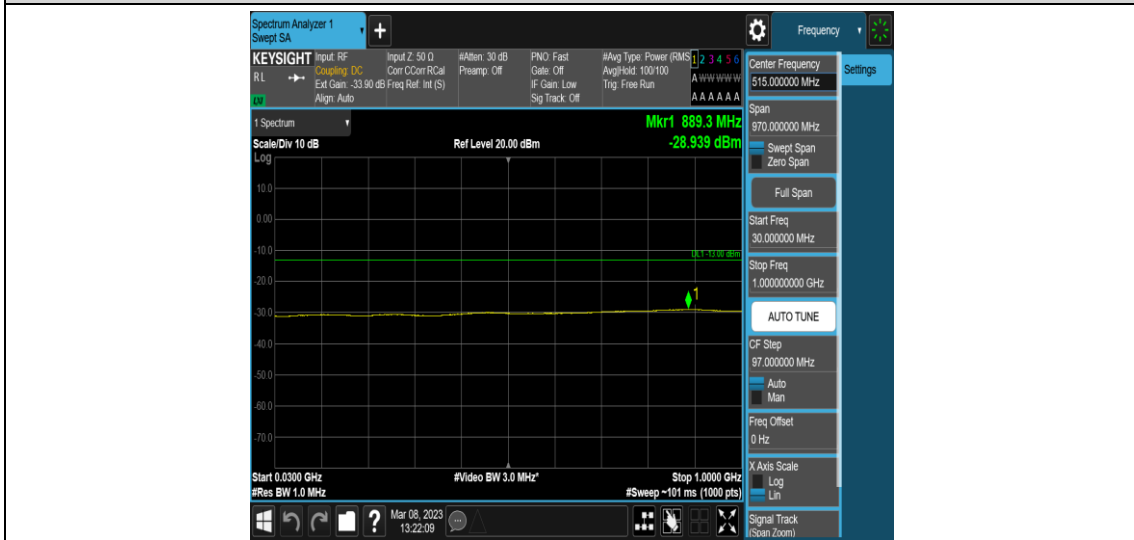 Spectrum Analyzer 1
Swept SA
+
Frequency
KEYSIGHT
RL
LXI
Input: RF
Coupling: DC
Ext Gain: -33.90 dB
Align: Auto
Input Z: 50 Ω
Corr CCorr RCal
Freq Ref: Int (S)
#Atten: 30 dB
Preamp: Off
PNO: Fast
Gate: Off
IF Gain: Low
Sig Track: Off
#Avg Type: Power (RMS
Avg|Hold: 100/100
Trig: Free Run
1 2 3 4 5 6
A WW WW W
A A A A A A
Center Frequency
515.000000 MHz
Settings
Span
970.000000 MHz
Swept Span
Zero Span
Full Span
Start Freq
30.000000 MHz
Stop Freq
1.000000000 GHz
AUTO TUNE
CF Step
97.000000 MHz
Auto
Man
Freq Offset
0 Hz
X Axis Scale
Log
Lin
Signal Track
(Span Zoom)
1 Spectrum
Scale/Div 10 dB
Log
Ref Level 20.00 dBm
Mkr1 889.3 MHz
-28.939 dBm
10.0
0.00
-10.0
-20.0
-30.0
-40.0
-50.0
-60.0
-70.0
DL1 -13.00 dBm
1
Start 0.0300 GHz
#Res BW 1.0 MHz
#Video BW 3.0 MHz*
Stop 1.0000 GHz
#Sweep ~101 ms (1000 pts)
?
Mar 08, 2023
13:22:09